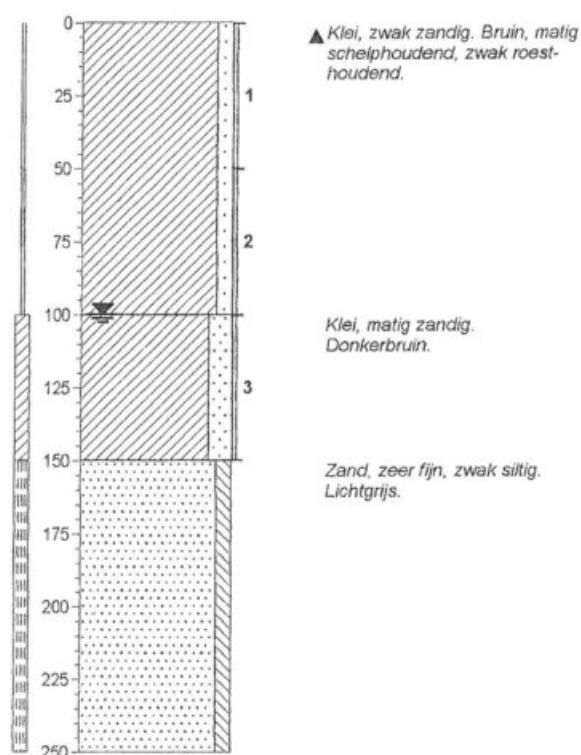 0
▲ Klei, zwak zandig. Bruin, matig
schelphoudend, zwak roest-
houdend.
25
1
50
75
2
100
Klei, matig zandig.
Donkerbruin.
125
3
150
Zand, zeer fijn, zwak siltig.
Lichtgrijs.
175
200
225
250